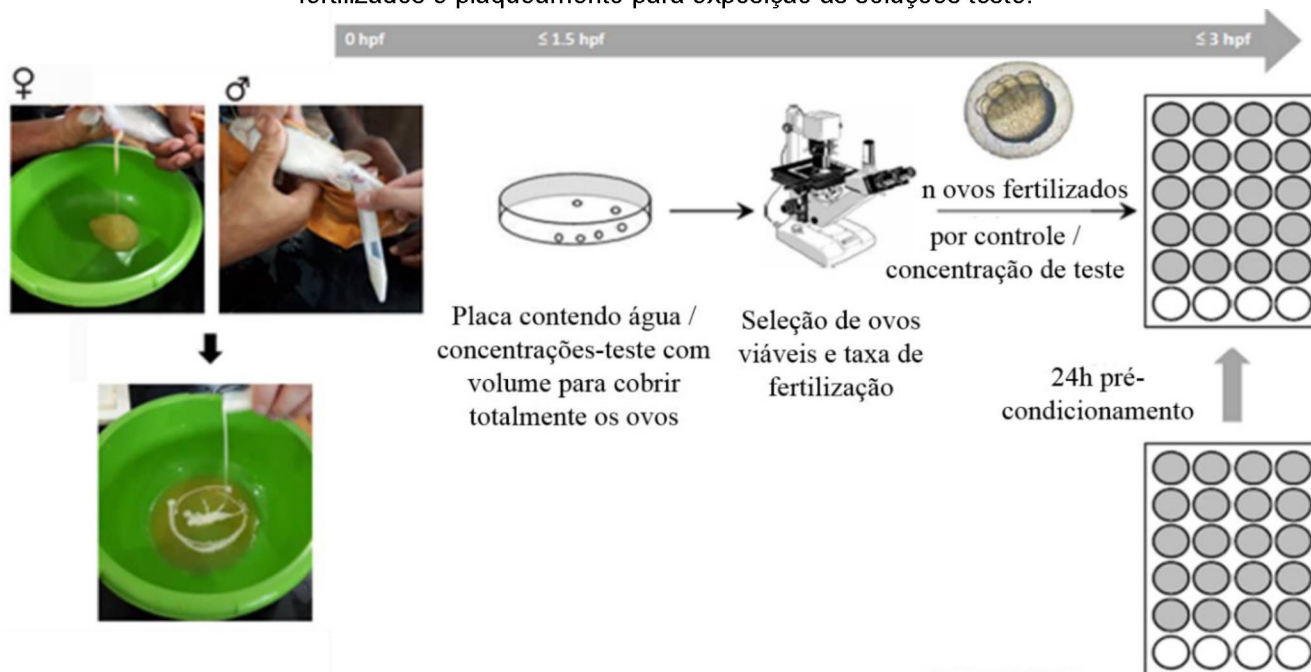 fertilizados e plaqueamento para exposição às soluções teste.
0 hpf
≤ 1.5 hpf
≤ 3 hpf
♀
♂
n ovos fertilizados
por controle /
concentração de teste
Placa contendo água /
concentrações-teste com
volume para cobrir
totalmente os ovos
Seleção de ovos
viáveis e taxa de
fertilização
24h pré-
condicionamento